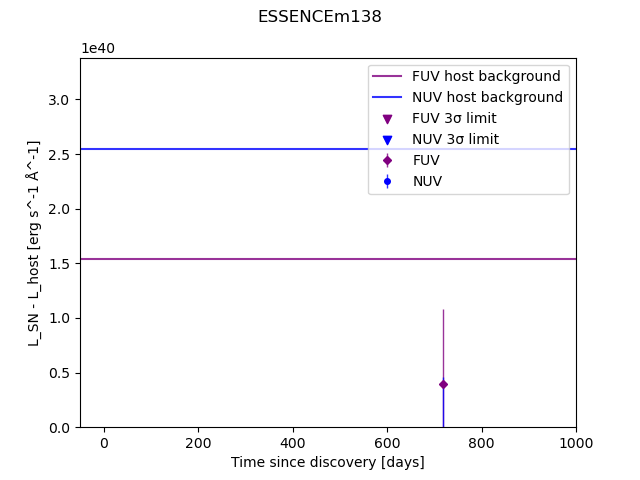 ESSENCEm138
1e40
FUV host background
NUV host background
FUV 3σ limit
NUV 3σ limit
FUV
NUV
3.0
2.5
2.0
1.5
1.0
0.5
0.0
L_SN - L_host [erg s^-1 Å^-1]
0 200 400 600 800 1000
Time since discovery [days]